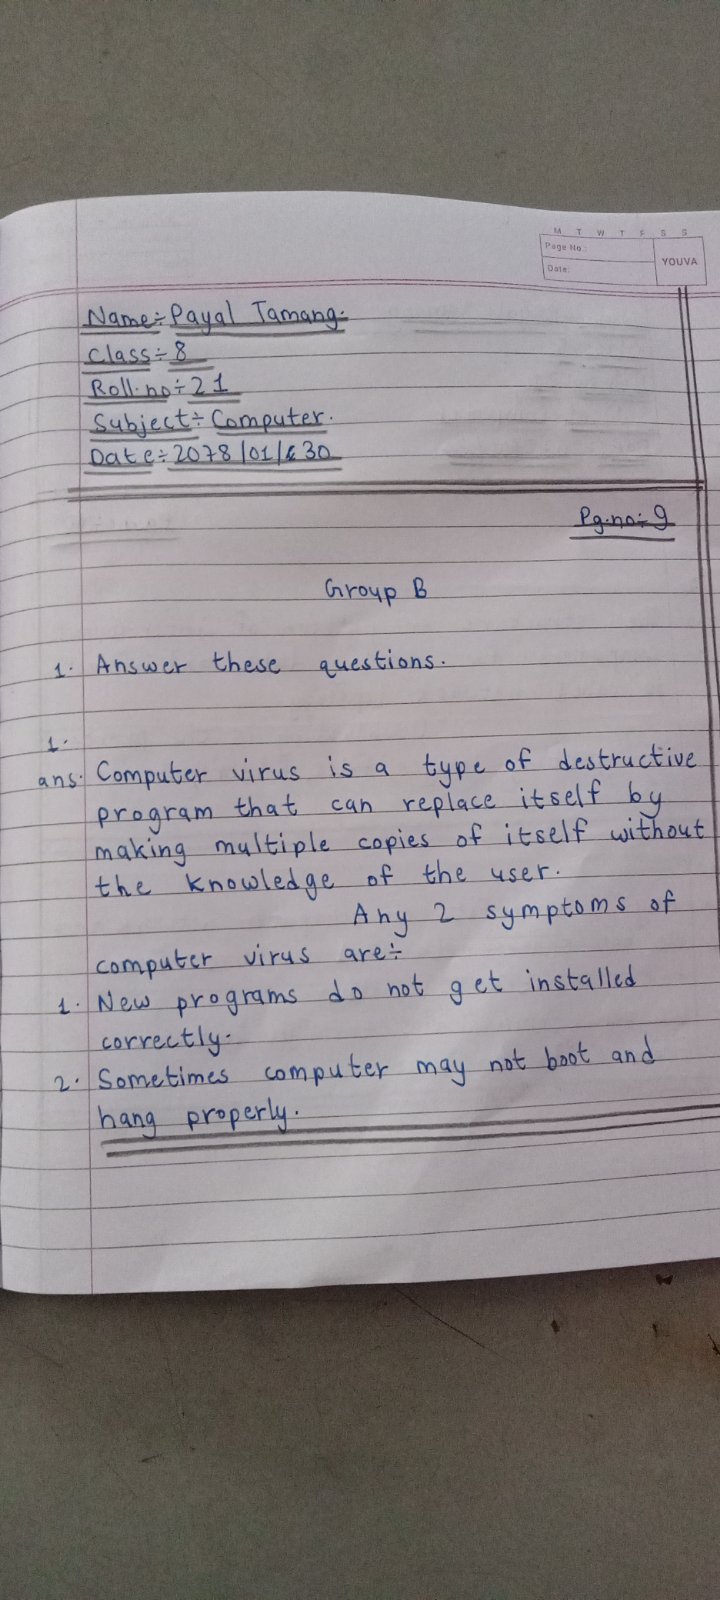 M T W T F S S
Page No.:
Date:
YOUVA
Name÷ Payal Tamang.
Class÷ 8
Roll.no÷ 21
Subject÷ Computer.
Date÷ 2078/01/30
Pg.no÷ 9
Group B
1. Answer these questions.
1.
ans. Computer virus is a type of destructive
program that can replace itself by
making multiple copies of itself without
the knowledge of the user.
Any 2 symptoms of
computer virus are÷
1. New programs do not get installed
correctly.
2. Sometimes computer may not boot and
hang properly.